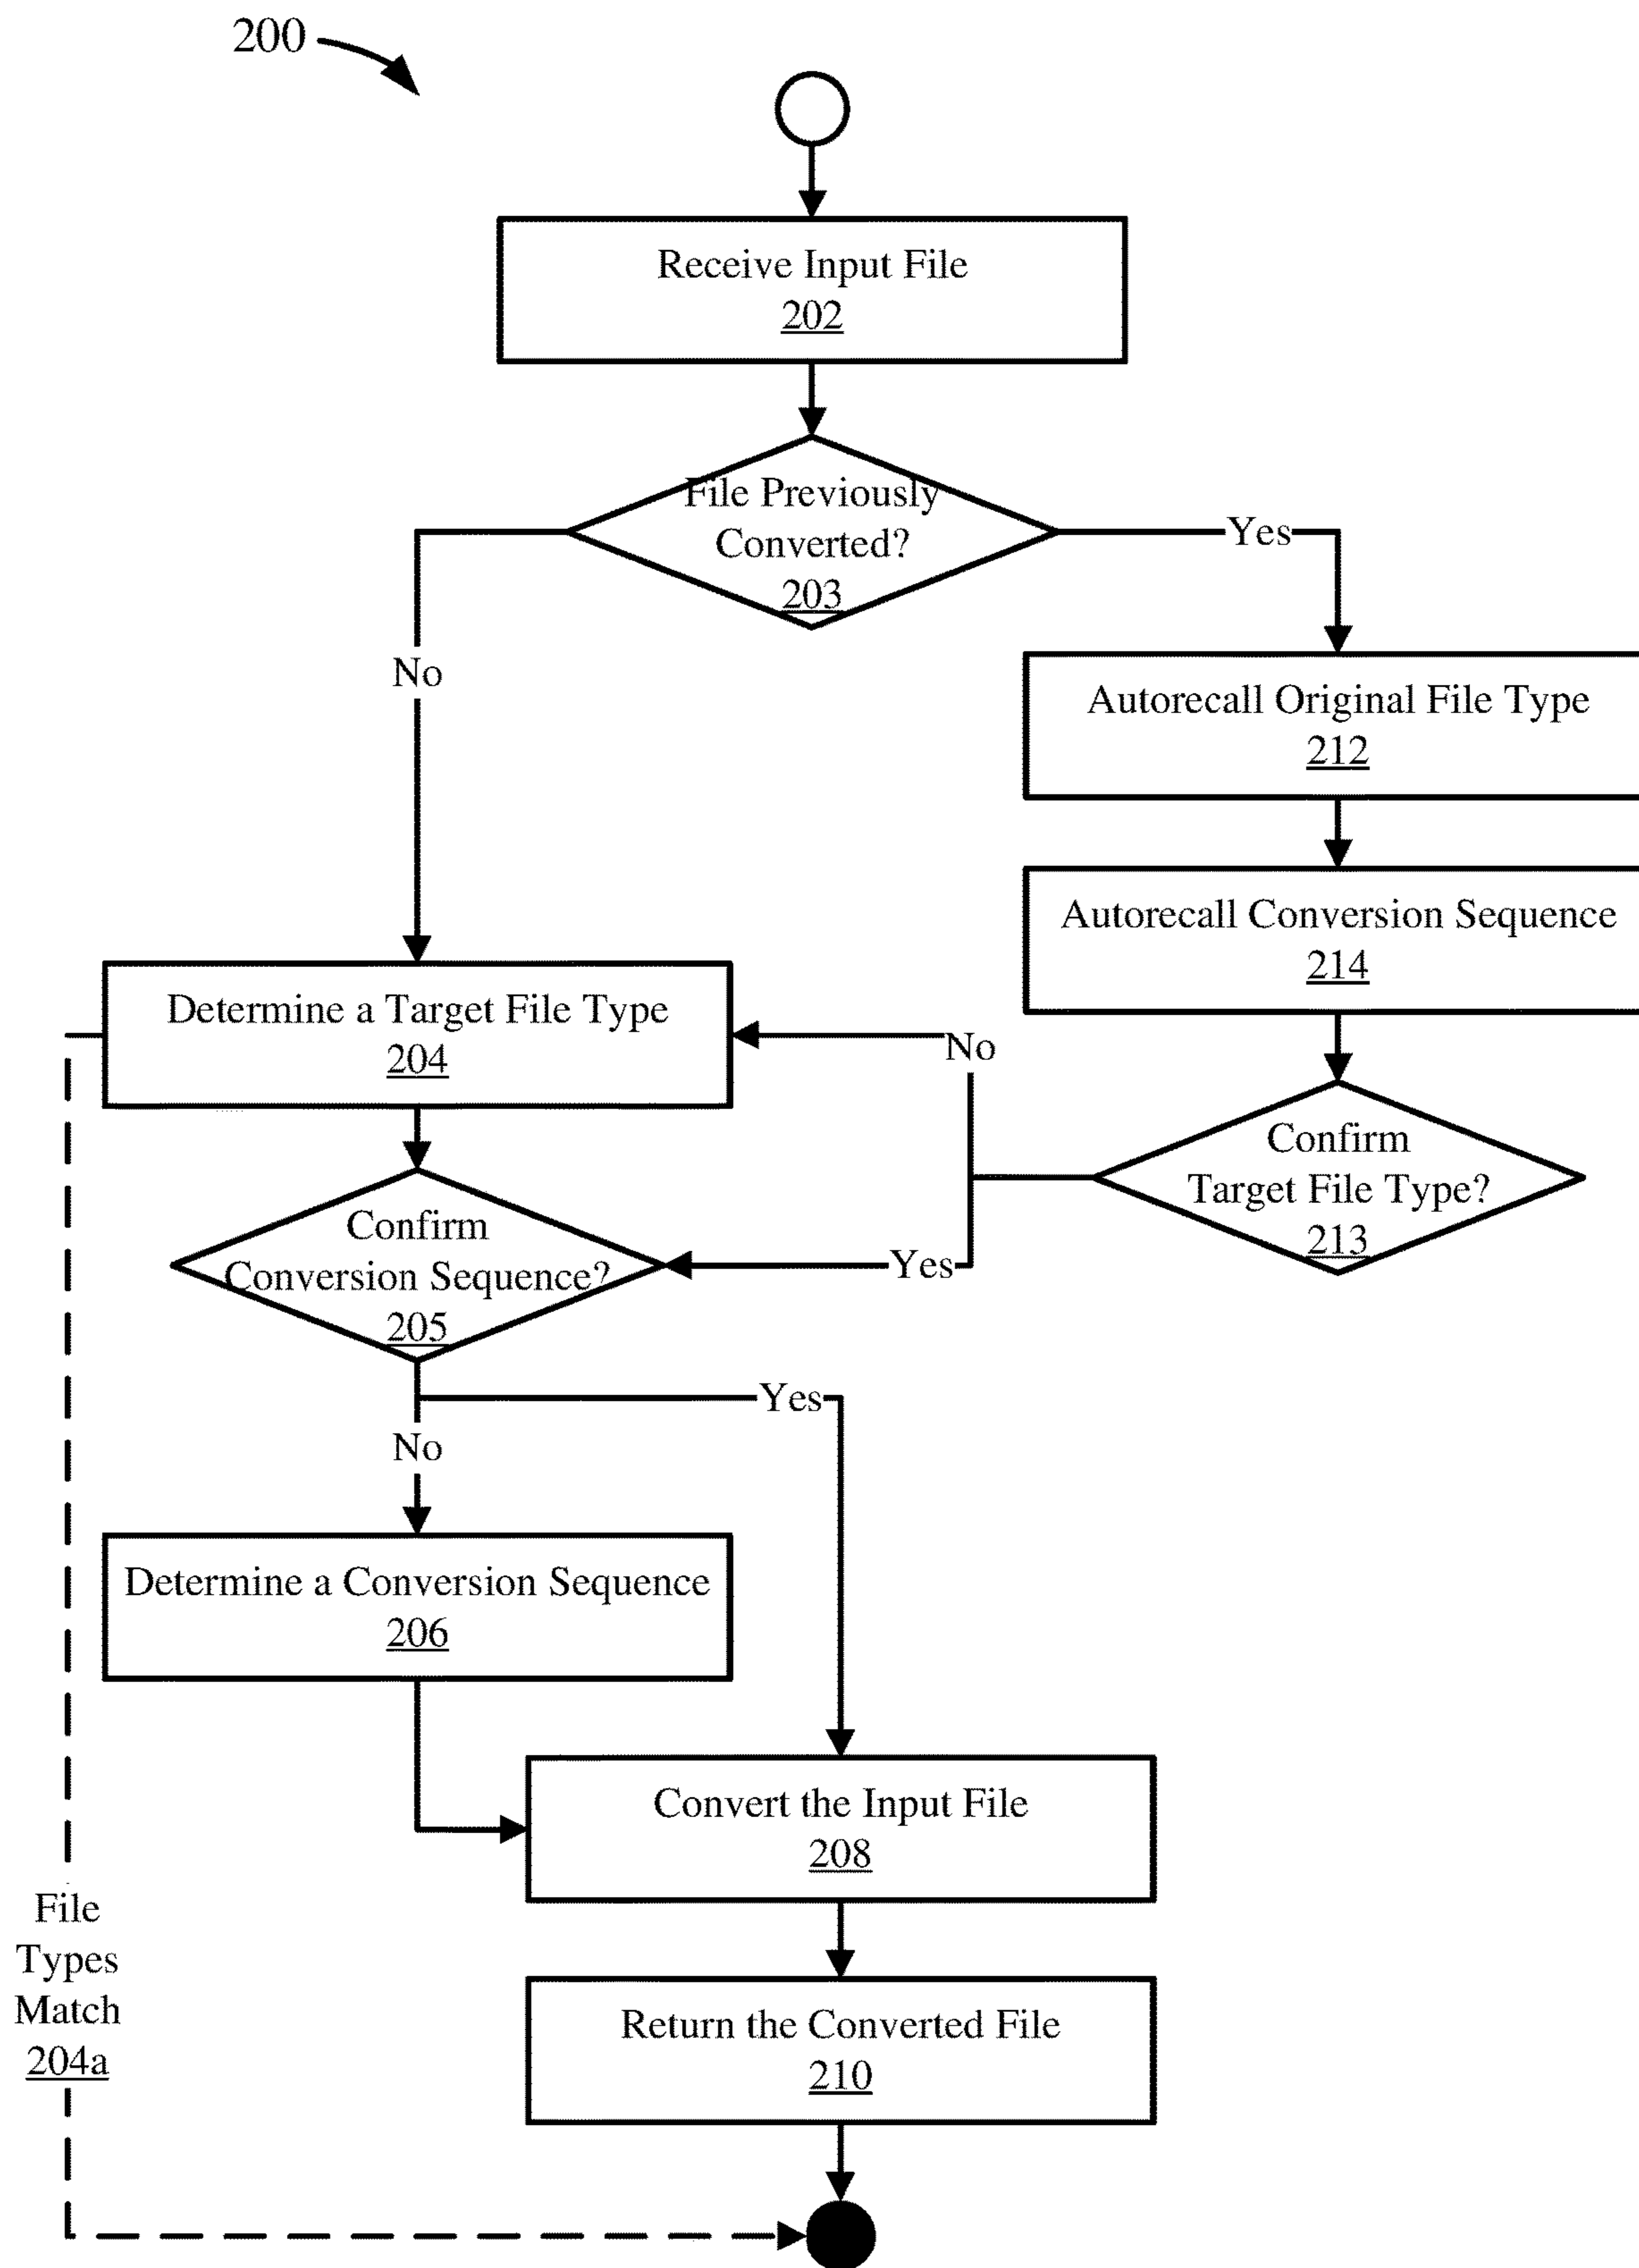 200
Receive Input File
202
File Previously
Converted?
203
Yes
No
Autorecall Original File Type
212
Autorecall Conversion Sequence
214
Determine a Target File Type
204
No
Confirm
Target File Type?
213
Confirm
Conversion Sequence?
205
Yes
Yes
No
Determine a Conversion Sequence
206
Convert the Input File
208
File
Types
Match
204a
Return the Converted File
210